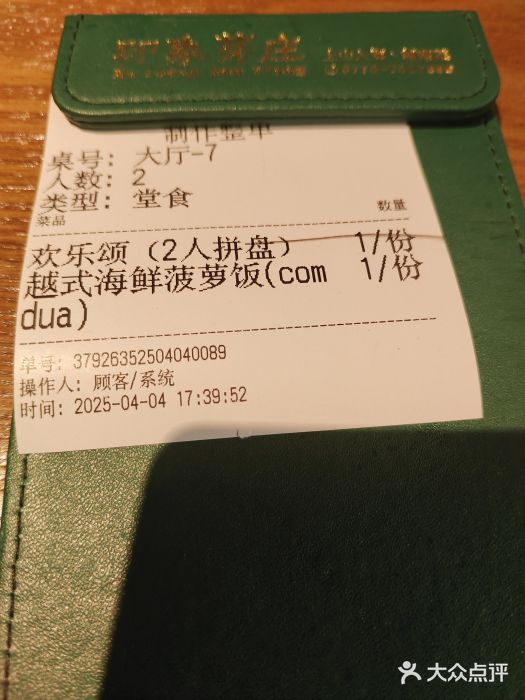 制作整单
桌号: 大厅-7
人数: 2
类型: 堂食
菜品 数量
欢乐颂（2人拼盘） 1/份
越式海鲜菠萝饭(com dua) 1/份
单号: 37926352504040089
操作人: 顾客/系统
时间: 2025-04-04 17:39:52
大众点评